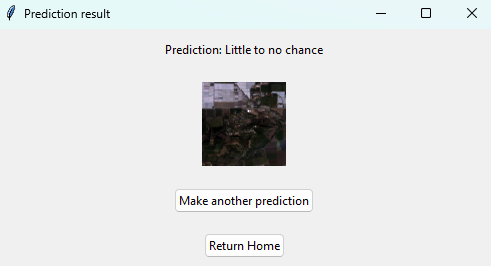 Prediction result
Prediction: Little to no chance
Make another prediction
Return Home